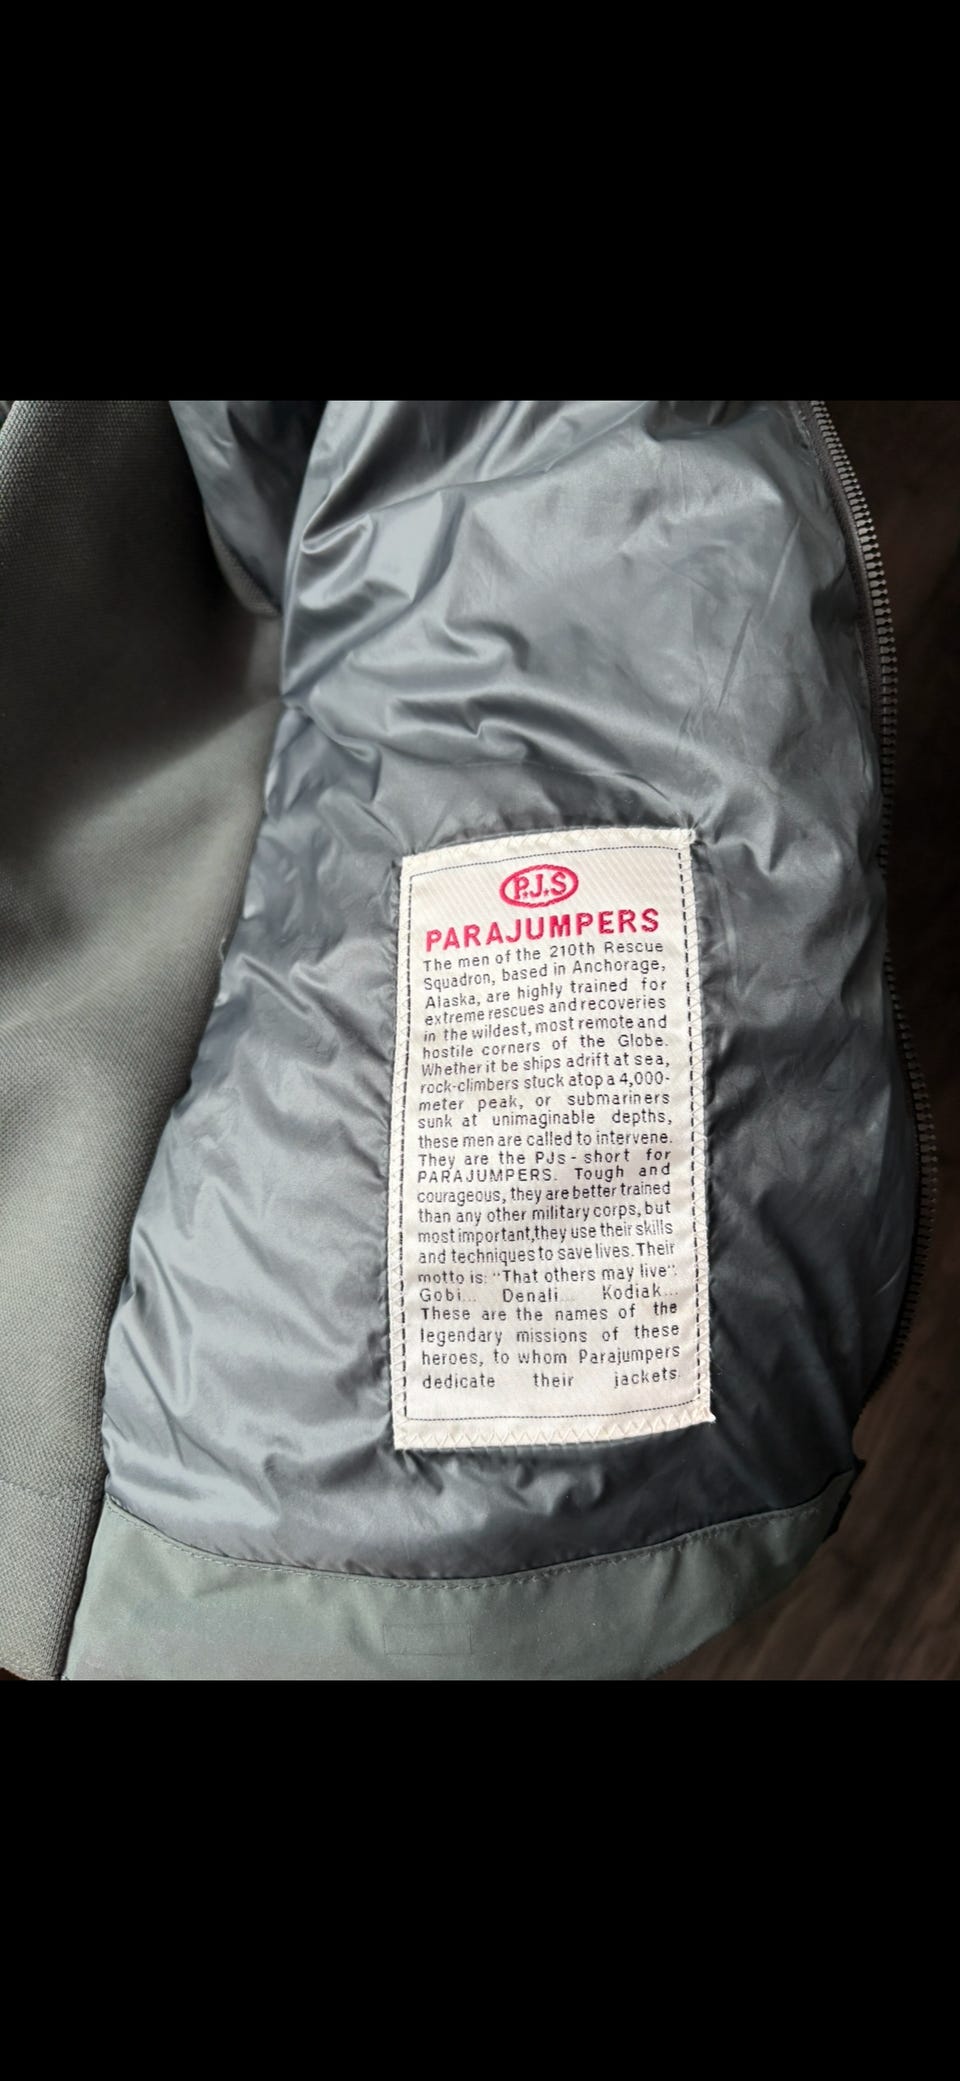 P.J.S
PARAJUMPERS
The men of the 210th Rescue
Squadron, based in Anchorage,
Alaska, are highly trained for
extreme rescues and recoveries
in the wildest, most remote and
hostile corners of the Globe.
Whether it be ships adrift at sea,
rock-climbers stuck atop a 4,000-
meter peak, or submariners
sunk at unimaginable depths,
these men are called to intervene.
They are the PJs - short for
PARAJUMPERS. Tough and
courageous, they are better trained
than any other military corps, but
most important,they use their skills
and techniques to save lives. Their
motto is: "That others may live".
Gobi... Denali... Kodiak...
These are the names of the
legendary missions of these
heroes, to whom Parajumpers
dedicate their jackets.